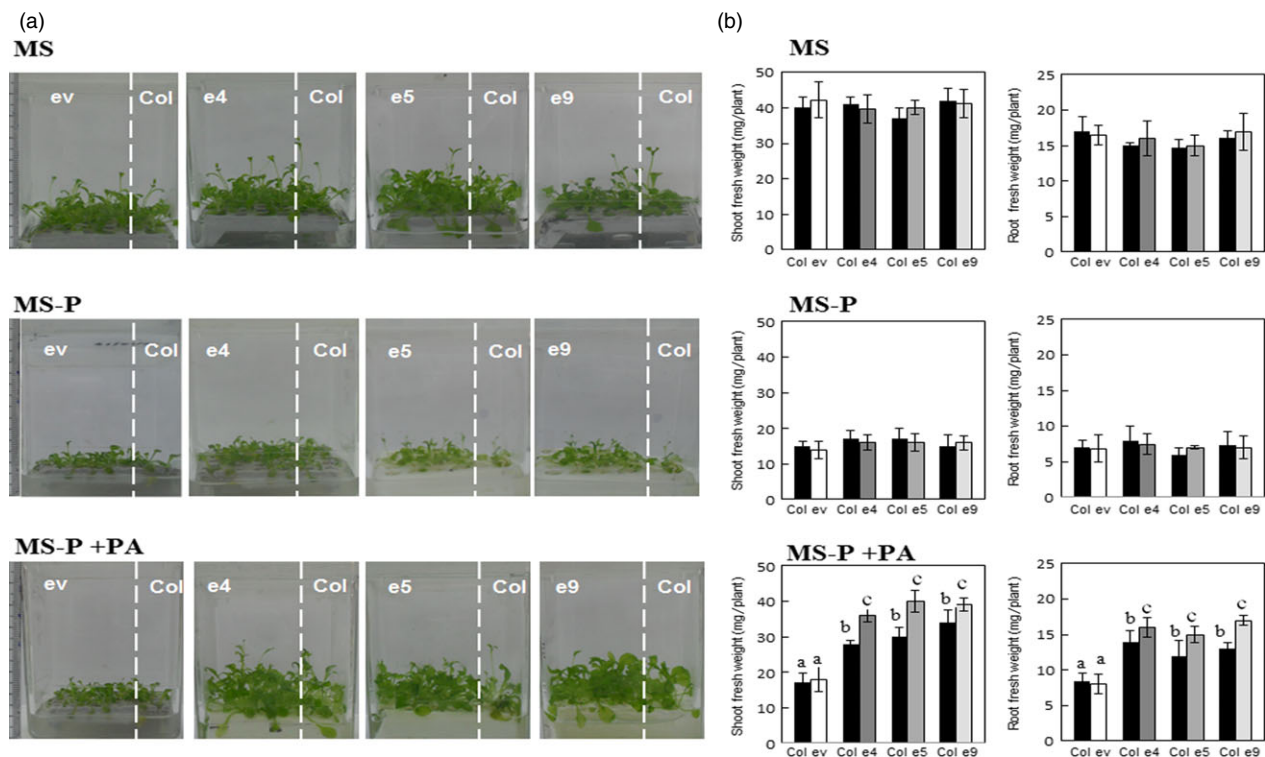 (a)
MS
ev Col e4 Col e5 Col e9 Col
MS-P
ev Col e4 Col e5 Col e9 Col
MS-P +PA
ev Col e4 Col e5 Col e9 Col
(b)
MS
Shoot fresh weight (mg/plant)
50
40
30
20
10
0
Col ev Col e4 Col e5 Col e9
Root fresh weight (mg/plant)
25
20
15
10
5
0
Col ev Col e4 Col e5 Col e9
MS-P
Shoot fresh weight (mg/plant)
50
40
30
20
10
0
Col ev Col e4 Col e5 Col e9
Root fresh weight (mg/plant)
25
20
15
10
5
0
Col ev Col e4 Col e5 Col e9
MS-P +PA
Shoot fresh weight (mg/plant)
50
40
30
20
10
0
a a b c b c b c
Col ev Col e4 Col e5 Col e9
Root fresh weight (mg/plant)
25
20
15
10
5
0
a a b c b c b c
Col ev Col e4 Col e5 Col e9